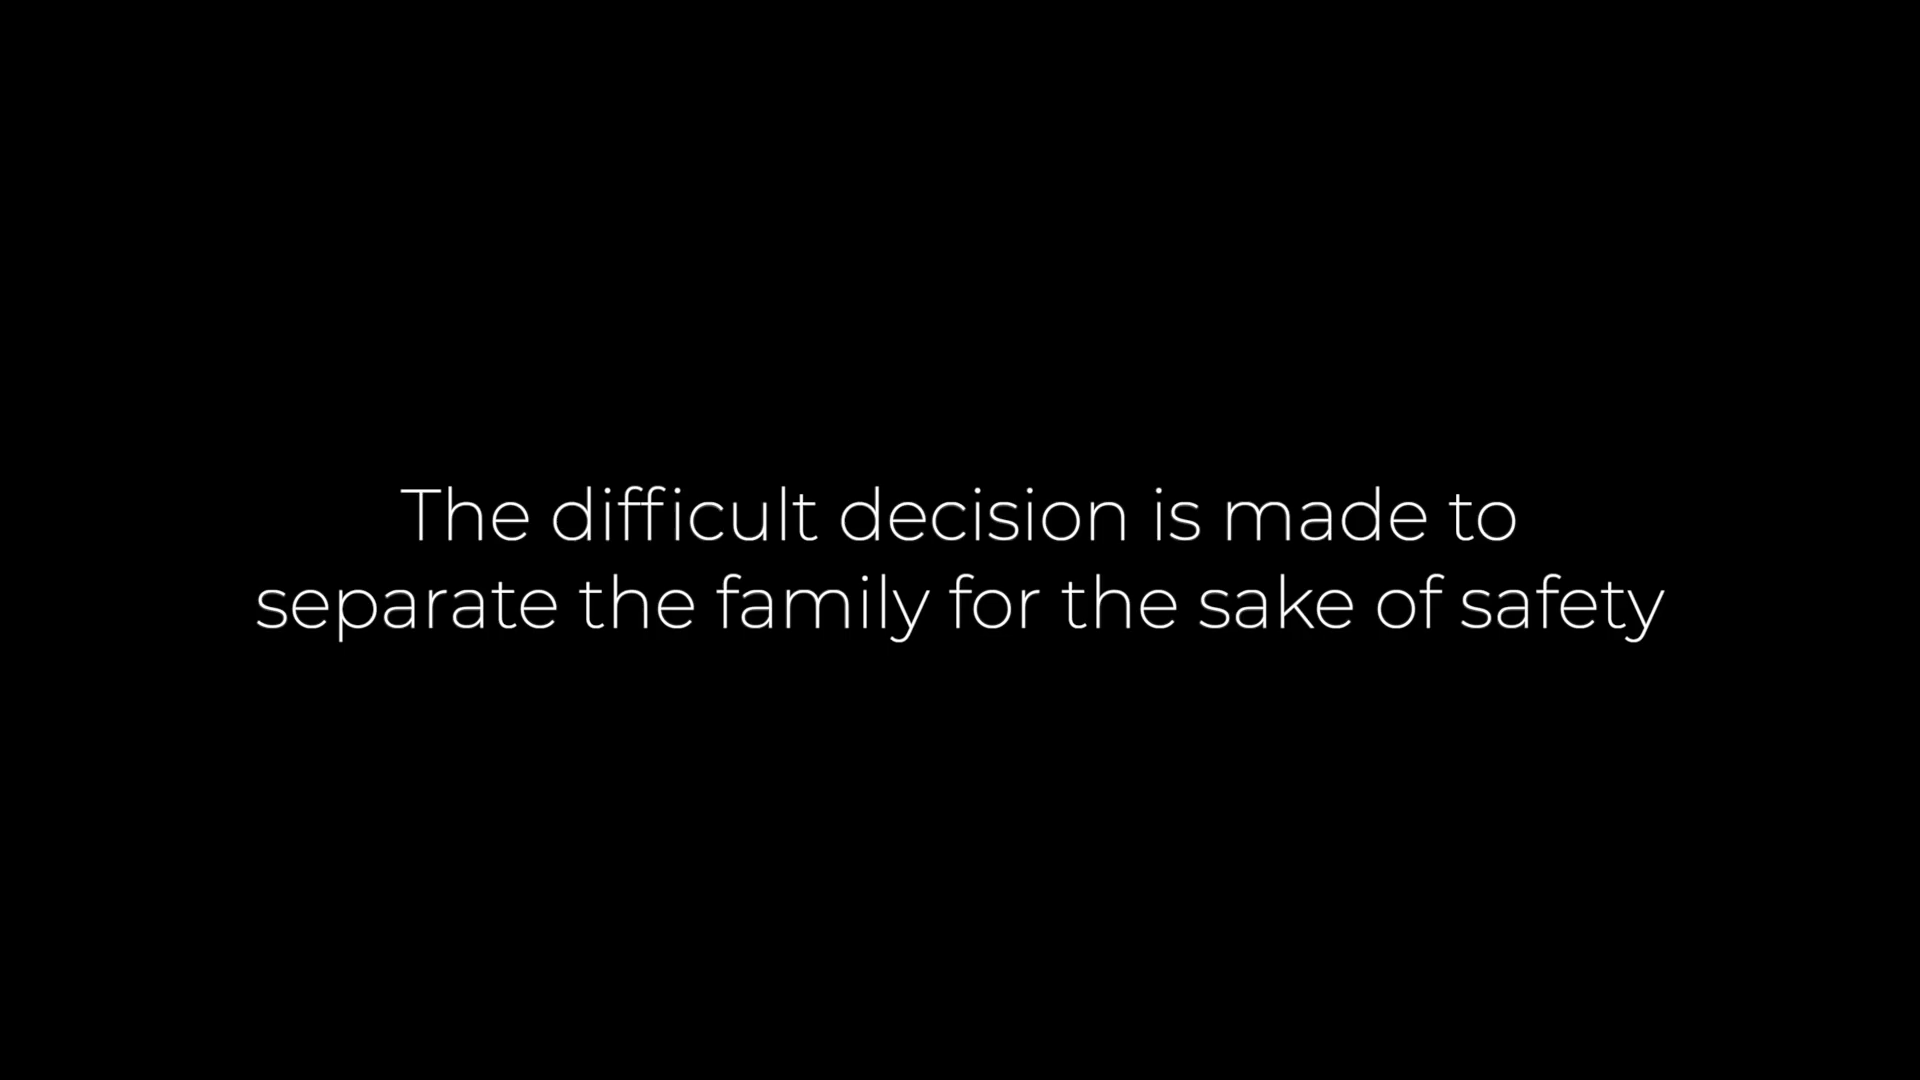 The difficult decision is made to
separate the family for the sake of safety